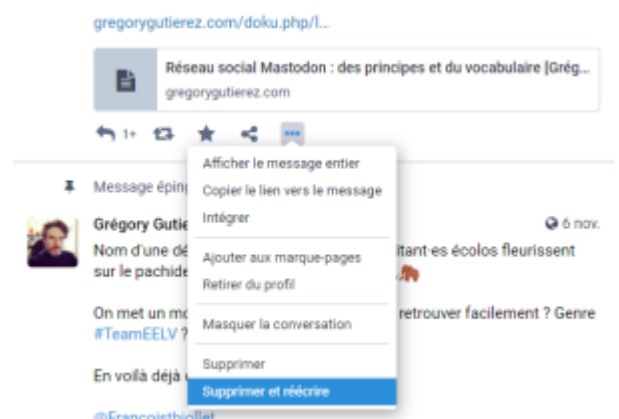 gregorygutierez.com/doku.php/l...
Réseau social Mastodon : des principes et du vocabulaire [Grég...
gregorygutierez.com
1+
Afficher le message entier
Message éping
Copier le lien vers le message
Intégrer
Grégory Gutie
6 nov.
Nom d'une dé
itant·es écolos fleurissent
Ajouter aux marque-pages
sur le pachide
Retirer du profil
On met un mo
retrouver facilement ? Genre
Masquer la conversation
#TeamEELV ?
Supprimer
En voilà déjà
Supprimer et réécrire
@Francoisthiollet